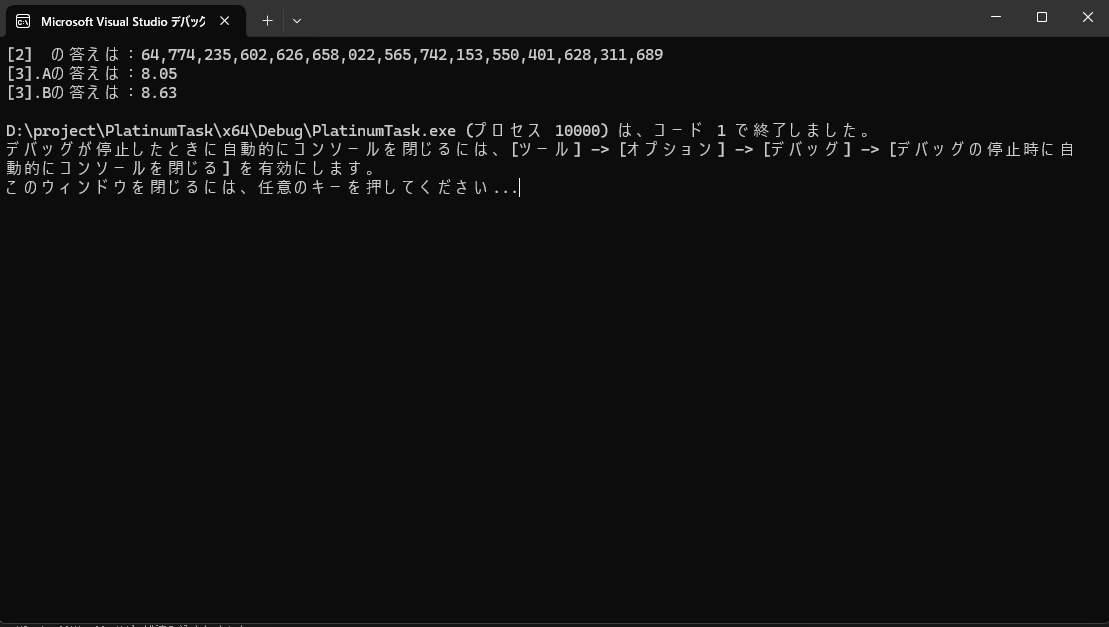 Microsoft Visual Studio デバック
[2]　の答えは：64,774,235,602,626,658,022,565,742,153,550,401,628,311,689
[3].Aの答えは：8.05
[3].Bの答えは：8.63
D:\project\PlatinumTask\x64\Debug\PlatinumTask.exe (プロセス 10000) は、コード 1 で終了しました。
デバッグが停止したときに自動的にコンソールを閉じるには、[ツール] -> [オプション] -> [デバッグ] -> [デバッグの停止時に自
動的にコンソールを閉じる] を有効にします。
このウィンドウを閉じるには、任意のキーを押してください...